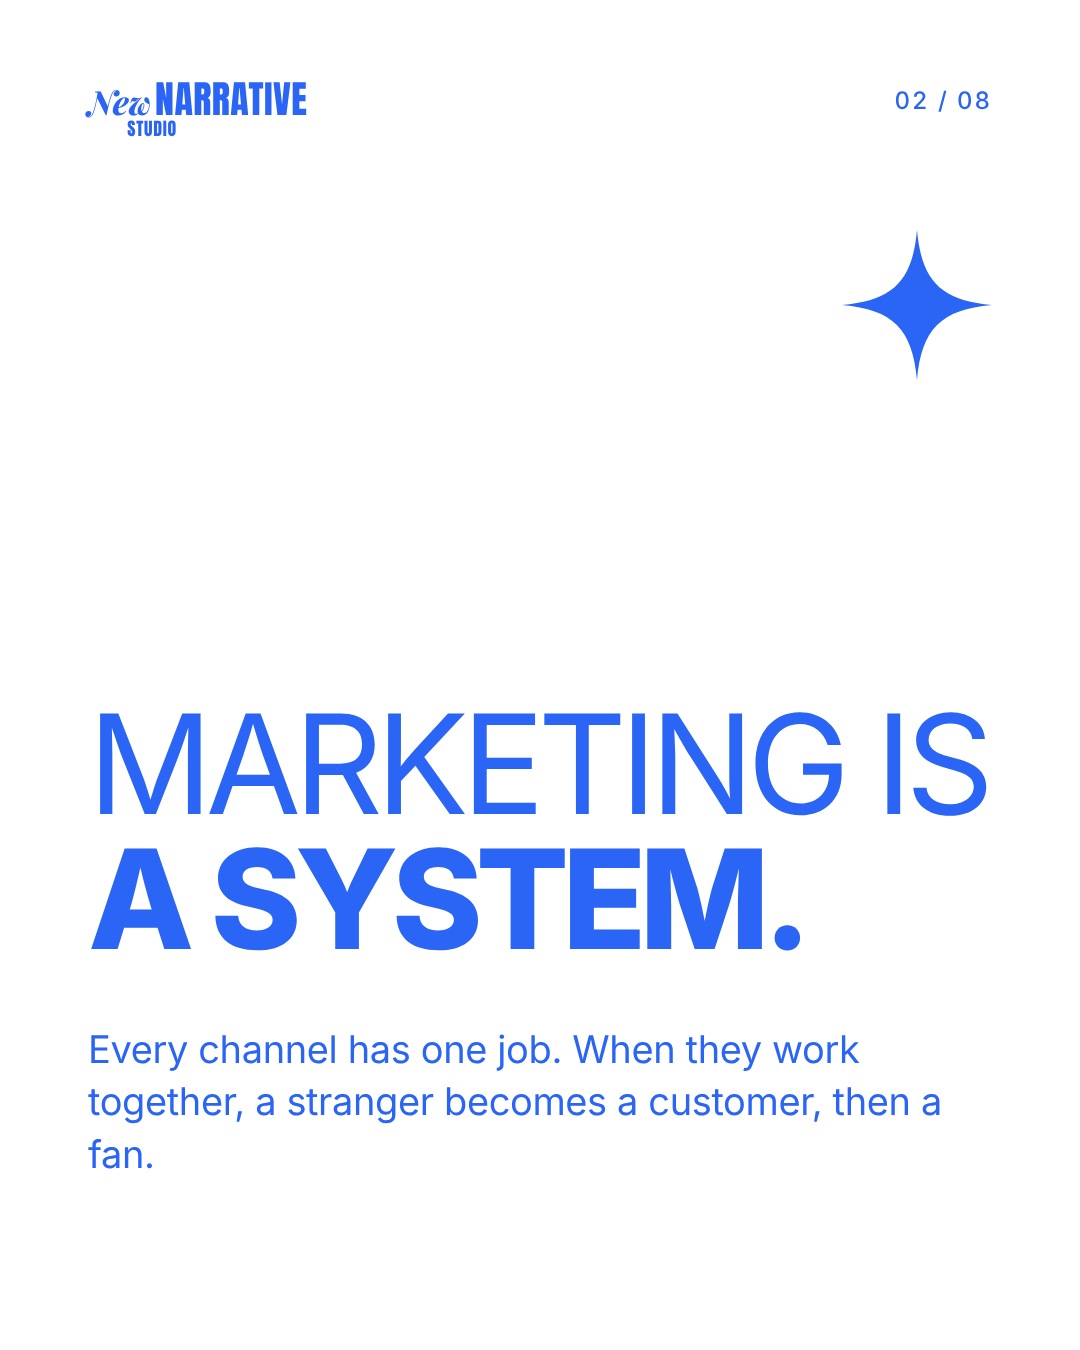 New NARRATIVE
STUDIO
02 / 08
MARKETING IS
A SYSTEM.
Every channel has one job. When they work
together, a stranger becomes a customer, then a
fan.